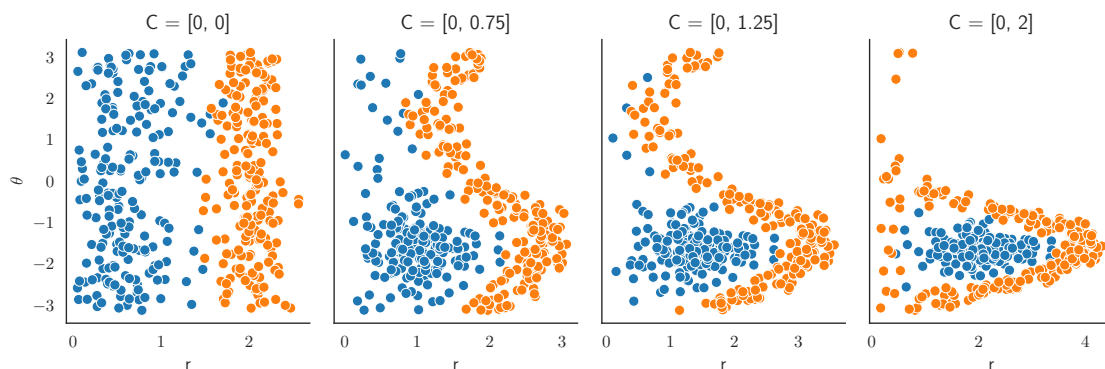 C = [0, 0]
C = [0, 0.75]
C = [0, 1.25]
C = [0, 2]
θ
3
2
1
0
−1
−2
−3
0 1 2
0 1 2 3
0 1 2 3
0 2 4
r r r r